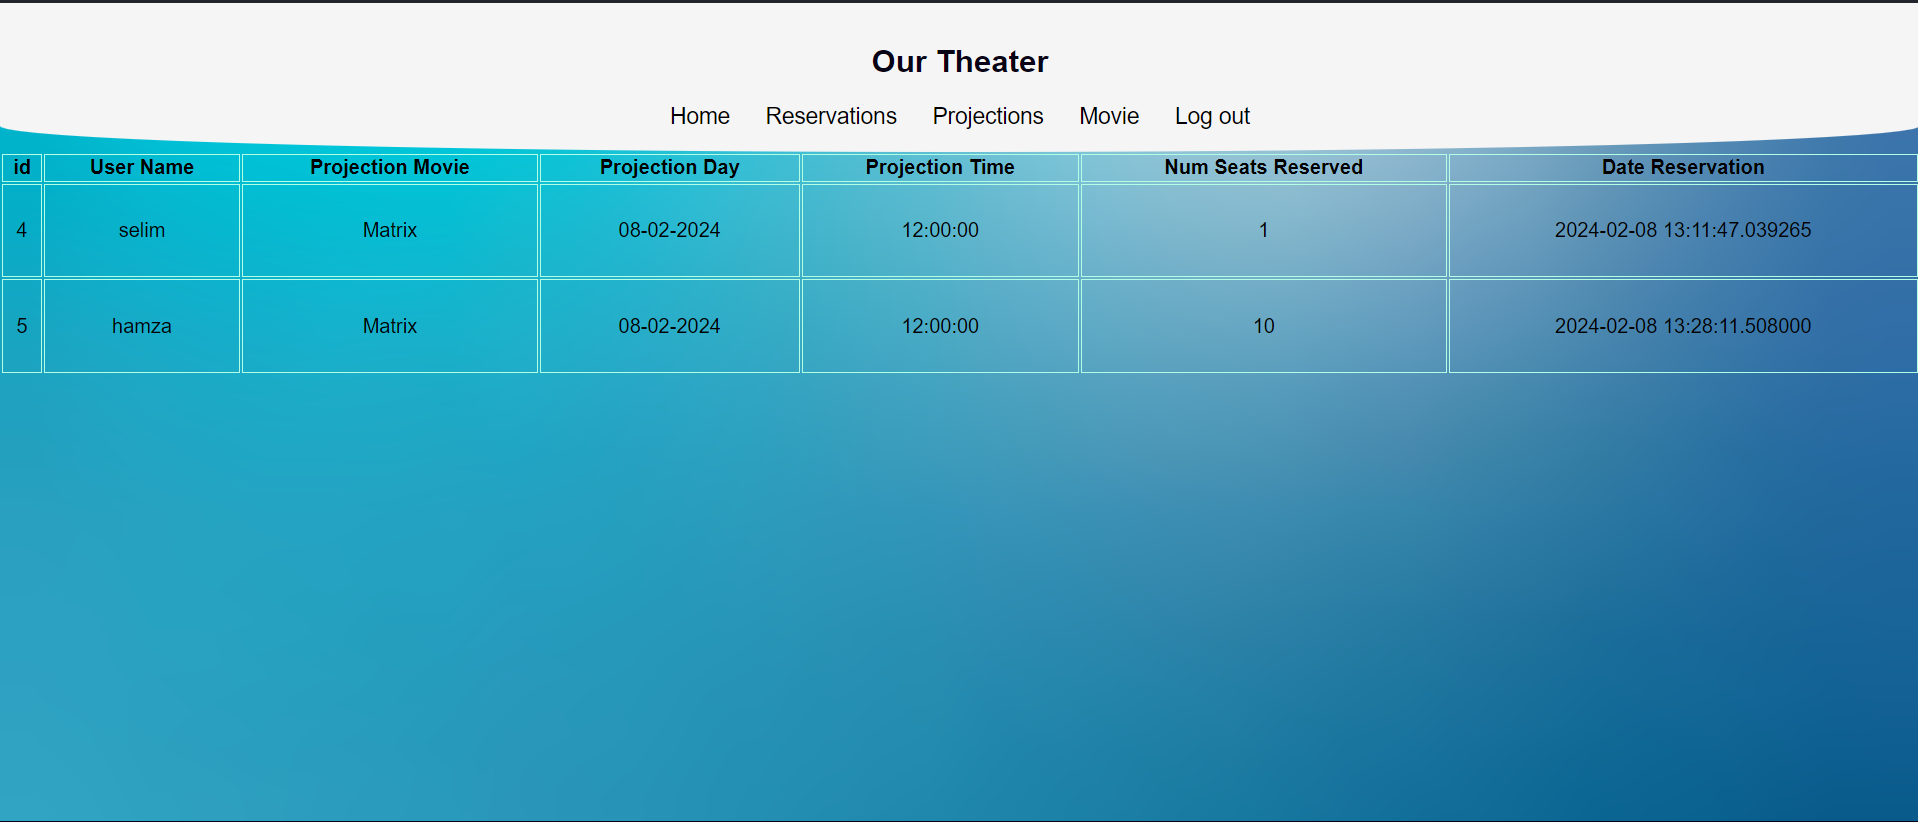 Our Theater
Home Reservations Projections Movie Log out
id User Name Projection Movie Projection Day Projection Time Num Seats Reserved Date Reservation
4 selim Matrix 08-02-2024 12:00:00 1 2024-02-08 13:11:47.039265
5 hamza Matrix 08-02-2024 12:00:00 10 2024-02-08 13:28:11.508000